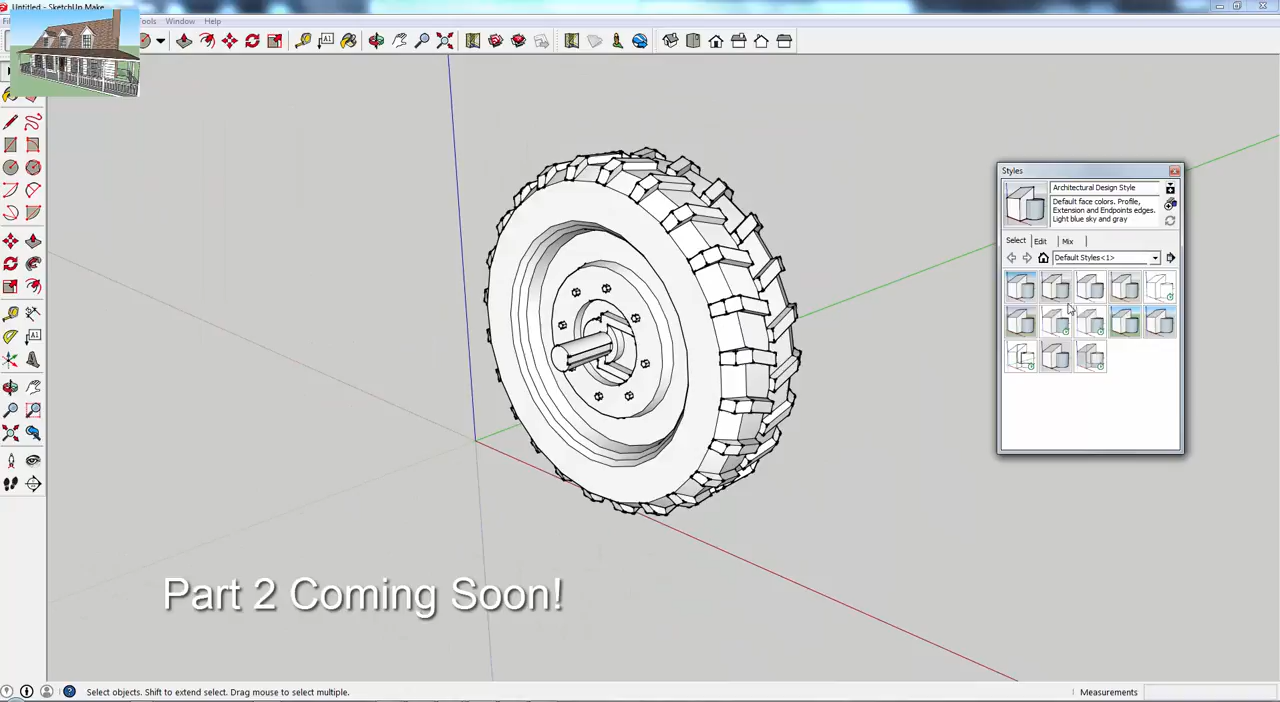 Untitled - SketchUp Make
Tools Window Help
Styles
Architectural Design Style
Default face colors. Profile,
Extension and Endpoints edges.
Light blue sky and gray
Select Edit Mix
Default Styles<1>
Part 2 Coming Soon!
Select objects. Shift to extend select. Drag mouse to select multiple.
Measurements